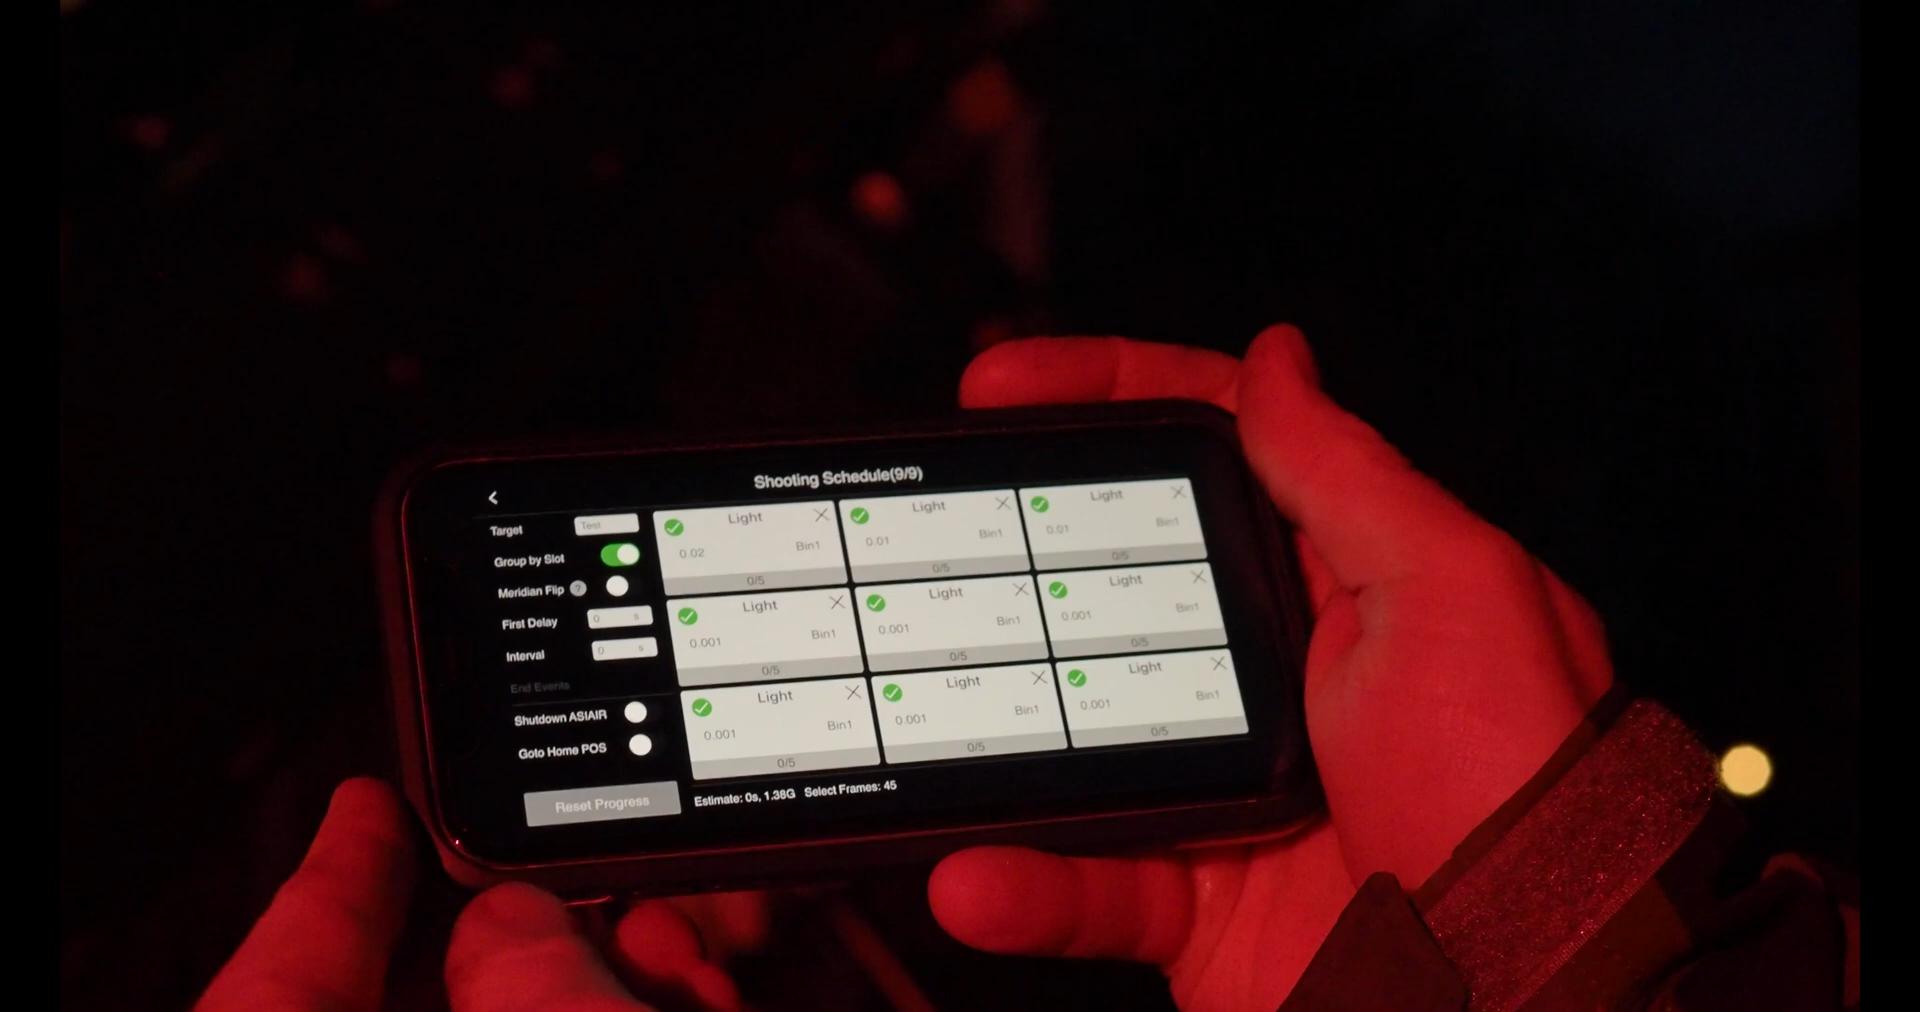 Shooting Schedule(9/9)
Target Test
Group by Slot
Meridian Flip ?
First Delay 0 s
Interval 0 s
End Events
Shutdown ASIAIR
Goto Home POS
Reset Progress
Light
0.02 Bin1
0/5
Light
0.01 Bin1
0/5
Light
0.01 Bin1
0/5
Light
0.001 Bin1
0/5
Light
0.001 Bin1
0/5
Light
0.001 Bin1
0/5
Light
0.001 Bin1
0/5
Light
0.001 Bin1
0/5
Light
0.001 Bin1
0/5
Estimate: 0s, 1.38G Select Frames: 45